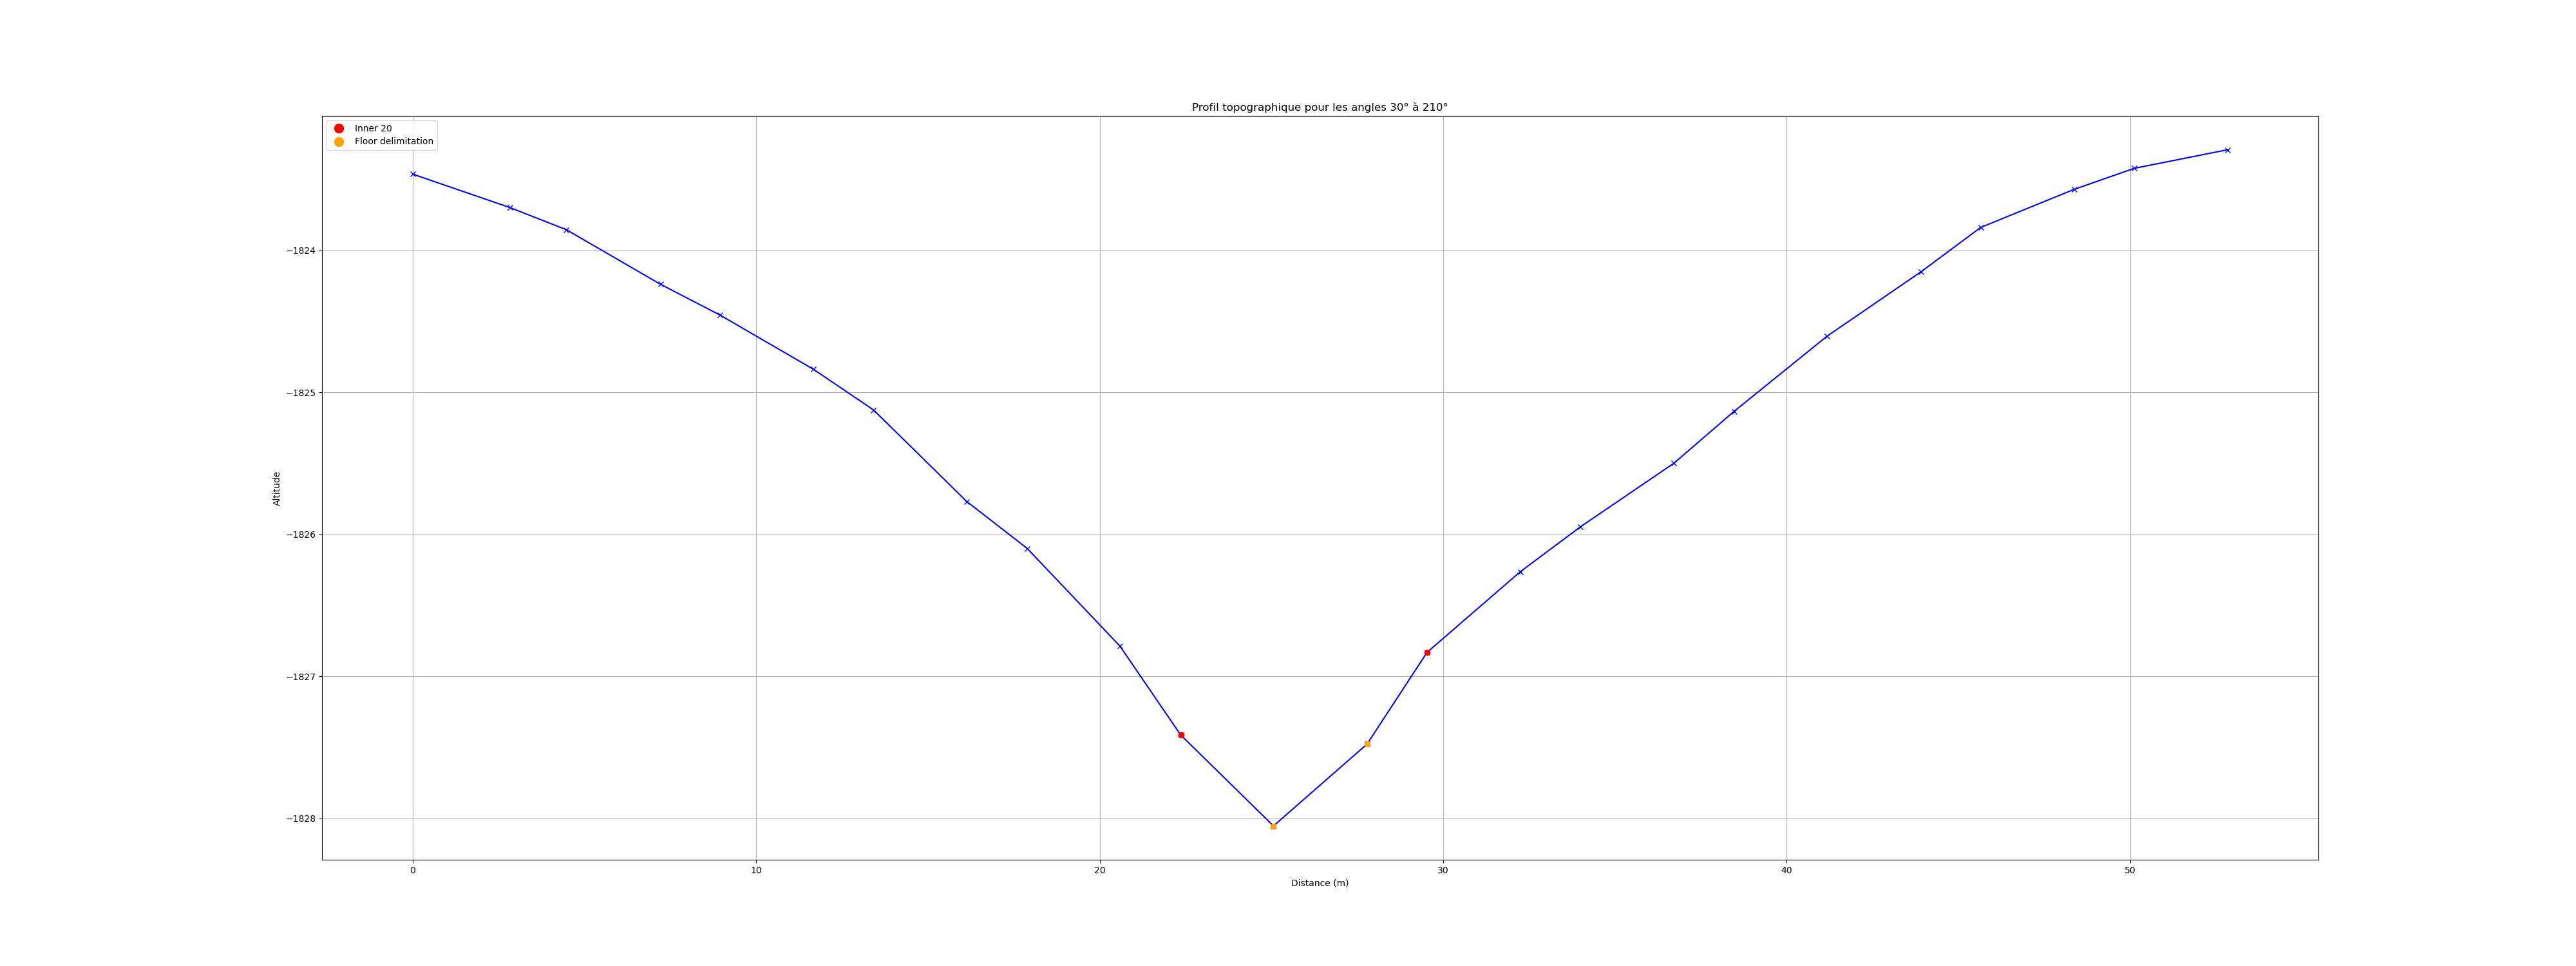 Profil topographique pour les angles 30° à 210°
Inner 20
Floor delimitation
Altitude
−1824
−1825
−1826
−1827
−1828
0 10 20 30 40 50
Distance (m)